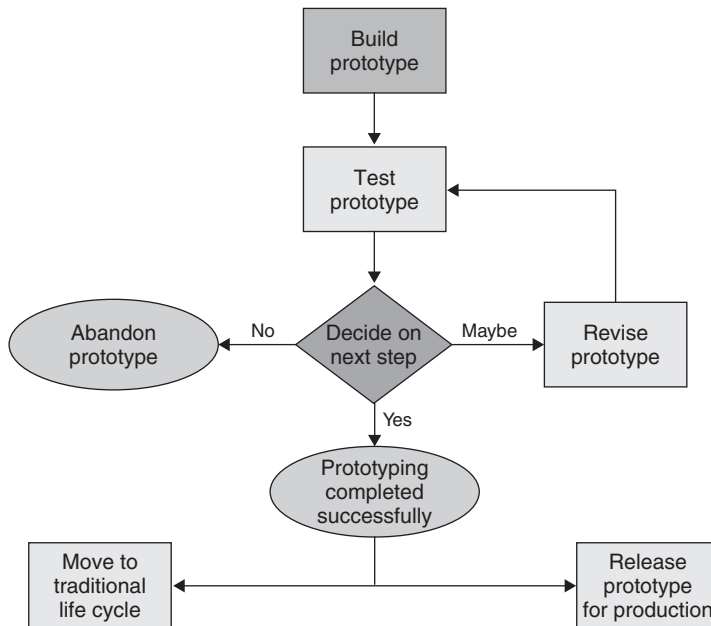 Build
prototype
Test
prototype
Abandon
prototype
No
Decide on
next step
Maybe
Revise
prototype
Yes
Prototyping
completed
successfully
Move to
traditional
life cycle
Release
prototype
for production